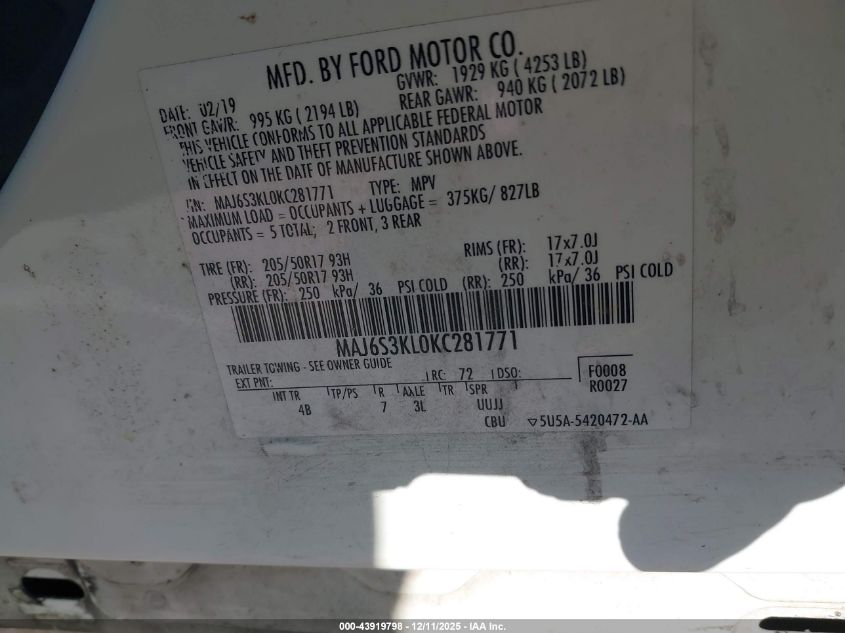 MFD. BY FORD MOTOR CO.
DATE: 02/19 GVWR: 1929 KG ( 4253 LB)
FRONT GAWR: 995 KG ( 2194 LB) REAR GAWR: 940 KG ( 2072 LB)
THIS VEHICLE CONFORMS TO ALL APPLICABLE FEDERAL MOTOR
VEHICLE SAFETY AND THEFT PREVENTION STANDARDS
IN EFFECT ON THE DATE OF MANUFACTURE SHOWN ABOVE.
VIN: MAJ6S3KL0KC281771 TYPE: MPV
MAXIMUM LOAD = OCCUPANTS + LUGGAGE = 375KG/ 827LB
OCCUPANTS = 5 TOTAL; 2 FRONT, 3 REAR
TIRE (FR): 205/50R17 93H RIMS (FR): 17x7.0J
(RR): 205/50R17 93H (RR): 17x7.0J
PRESSURE (FR): 250 kPa/ 36 PSI COLD (RR): 250 kPa/ 36 PSI COLD
MAJ6S3KL0KC281771
TRAILER TOWING - SEE OWNER GUIDE
EXT PNT: RC: 72 DSO: F0008
R0027
INT TR TP/PS R AXLE TR SPR
4B 7 3L UUJJ
CBU ▽5U5A-5420472-AA
000-43919798 - 12/11/2025 - IAA Inc.